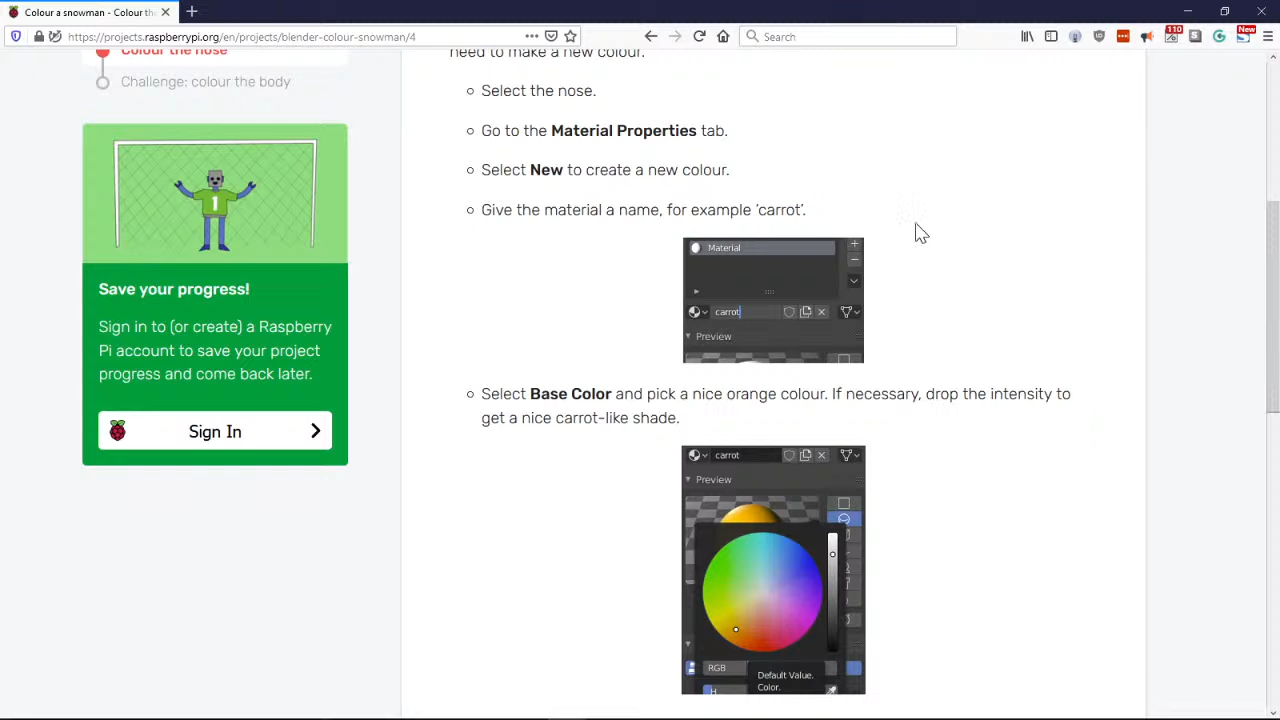 Colour a snowman - Colour the
https://projects.raspberrypi.org/en/projects/blender-colour-snowman/4
Search
110
New
Colour the nose
Challenge: colour the body
Save your progress!
Sign in to (or create) a Raspberry
Pi account to save your project
progress and come back later.
Sign In
need to make a new colour.
Select the nose.
Go to the Material Properties tab.
Select New to create a new colour.
Give the material a name, for example ‘carrot’.
Material
carrot
Preview
Select Base Color and pick a nice orange colour. If necessary, drop the intensity to
get a nice carrot-like shade.
carrot
Preview
RGB
Default Value.
Color.
H
1